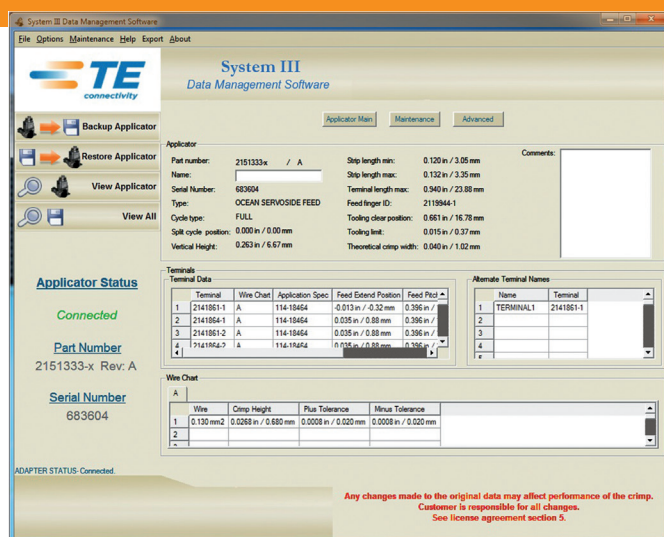 System III Data Management Software
File Options Maintenance Help Export About
TE
connectivity
System III
Data Management Software
Backup Applicator
Restore Applicator
View Applicator
View All
Applicator Main Maintenance Advanced
Applicator
Part number: 2151333-x / A
Name:
Serial Number: 683604
Type: OCEAN SERVOSIDE FEED
Cycle type: FULL
Split cycle position: 0.000 in / 0.00 mm
Vertical Height: 0.263 in / 6.67 mm
Strip length min: 0.120 in / 3.05 mm
Strip length max: 0.132 in / 3.35 mm
Terminal length max: 0.940 in / 23.88 mm
Feed finger ID: 2119944-1
Tooling clear position: 0.661 in / 16.78 mm
Tooling limit: 0.015 in / 0.37 mm
Theoretical crimp width: 0.040 in / 1.02 mm
Comments:
Applicator Status
Connected
Part Number
2151333-x Rev: A
Serial Number
683604
Terminals
Terminal Data
Terminal Wire Chart Application Spec Feed Extend Position Feed Pitch
1 2141861-1 A 114-18464 -0.013 in / -0.32 mm 0.396 in /
2 2141864-1 A 114-18464 0.035 in / 0.88 mm 0.396 in /
3 2141861-2 A 114-18464 0.035 in / 0.88 mm 0.396 in /
4 2141864-2 A 114-18464 0.035 in / 0.88 mm 0.396 in /
Alternate Terminal Names
Name Terminal
1 TERMINAL1 2141861-1
2
3
4
5
Wire Chart
A
Wire Crimp Height Plus Tolerance Minus Tolerance
1 0.130 mm2 0.0268 in / 0.680 mm 0.0008 in / 0.020 mm 0.0008 in / 0.020 mm
2
ADAPTER STATUS- Connected.
Any changes made to the original data may affect performance of the crimp.
Customer is responsible for all changes.
See license agreement section 5.